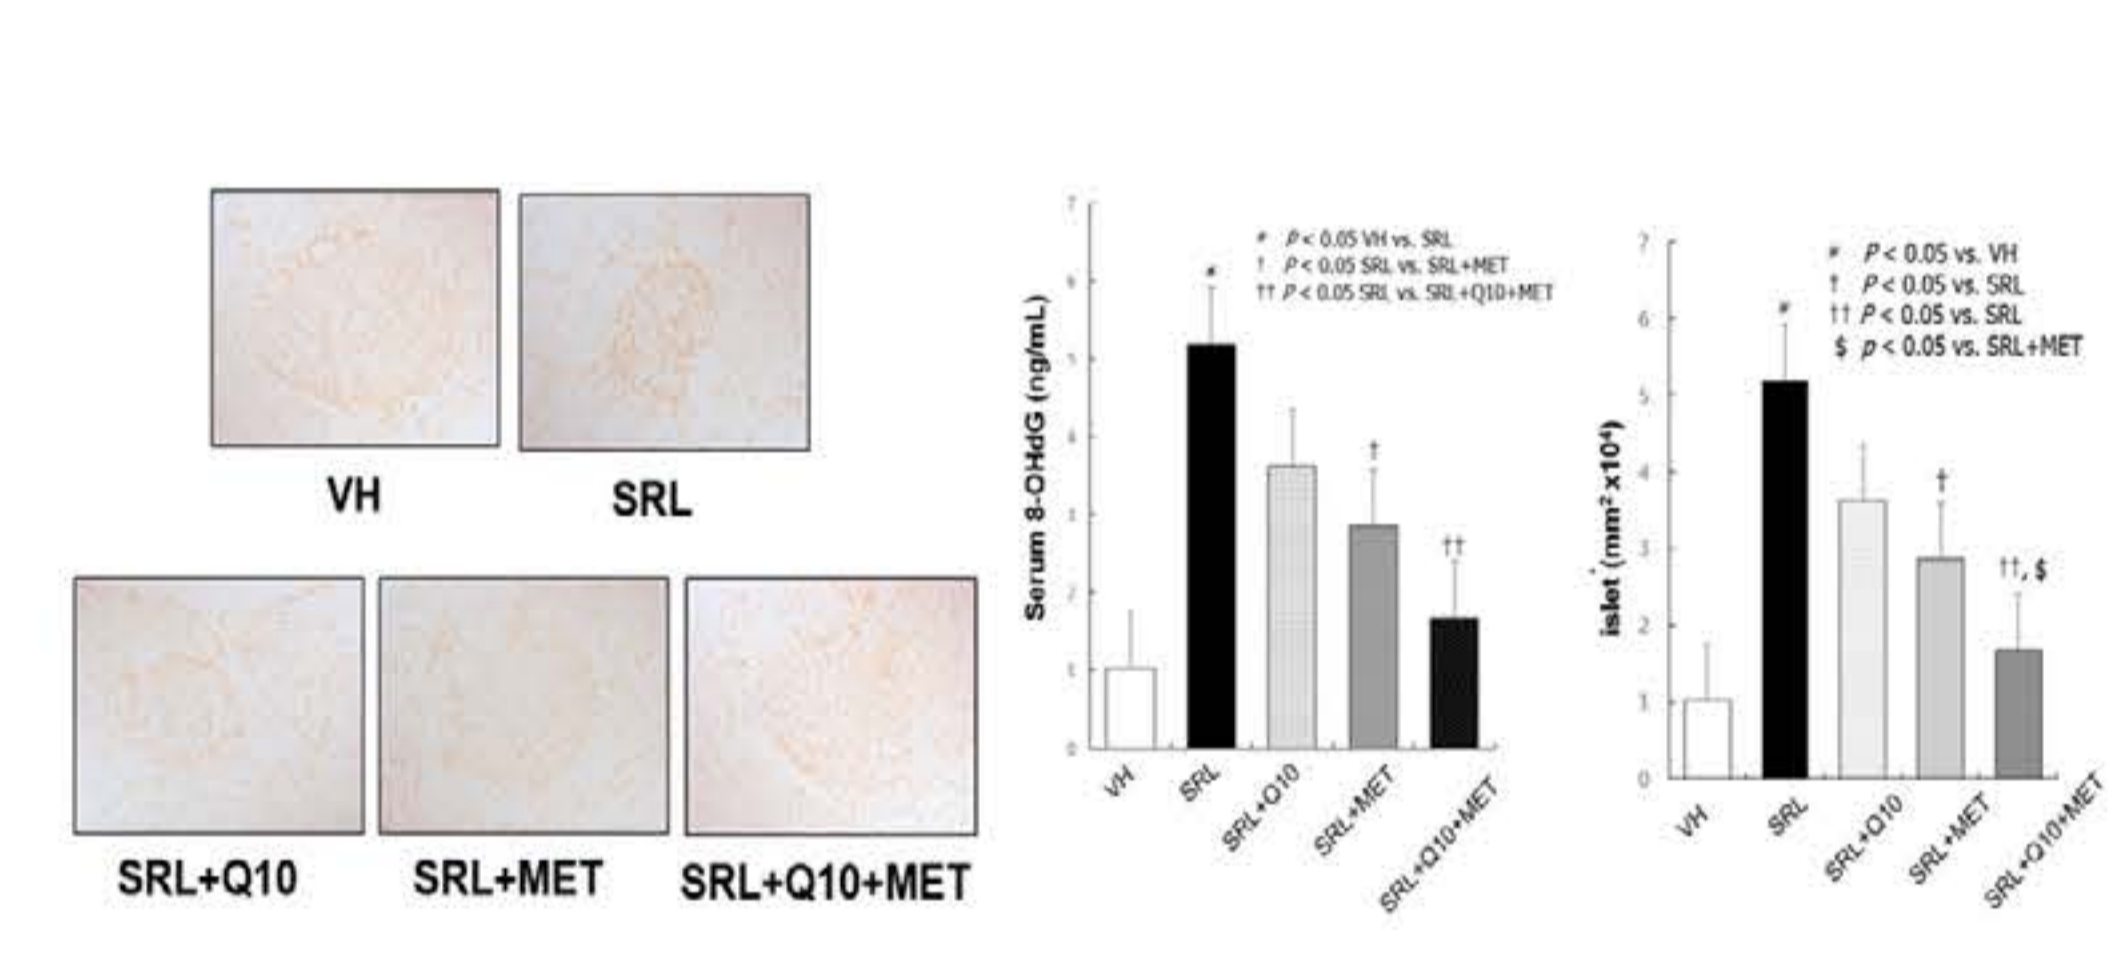 VH
SRL
SRL+Q10
SRL+MET
SRL+Q10+MET
Serum 8-OHdG (ng/mL)
7
6
5
4
3
2
1
0
# P < 0.05 VH vs. SRL
† P < 0.05 SRL vs. SRL+MET
†† P < 0.05 SRL vs. SRL+Q10+MET
#
†
††
VH
SRL
SRL+Q10
SRL+MET
SRL+Q10+MET
islet (mm² x10⁴)
7
6
5
4
3
2
1
0
# P < 0.05 vs. VH
† P < 0.05 vs. SRL
†† P < 0.05 vs. SRL
$ p < 0.05 vs. SRL+MET
#
†
††, $
VH
SRL
SRL+Q10
SRL+MET
SRL+Q10+MET